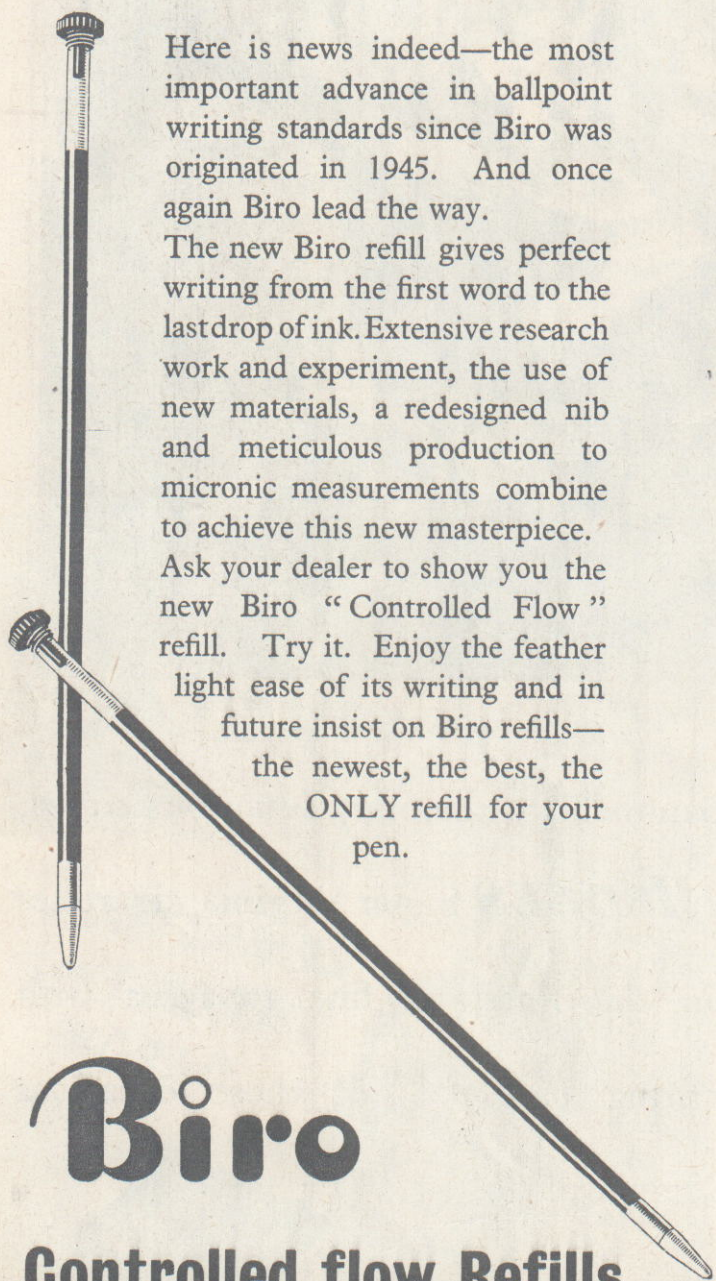 Here is news indeed—the most
important advance in ballpoint
writing standards since Biro was
originated in 1945. And once
again Biro lead the way.
The new Biro refill gives perfect
writing from the first word to the
last drop of ink. Extensive research
work and experiment, the use of
new materials, a redesigned nib
and meticulous production to
micronic measurements combine
to achieve this new masterpiece.
Ask your dealer to show you the
new Biro “Controlled Flow”
refill. Try it. Enjoy the feather
light ease of its writing and in
future insist on Biro refills—
the newest, the best, the
ONLY refill for your
pen.
Biro
Controlled flow Refills